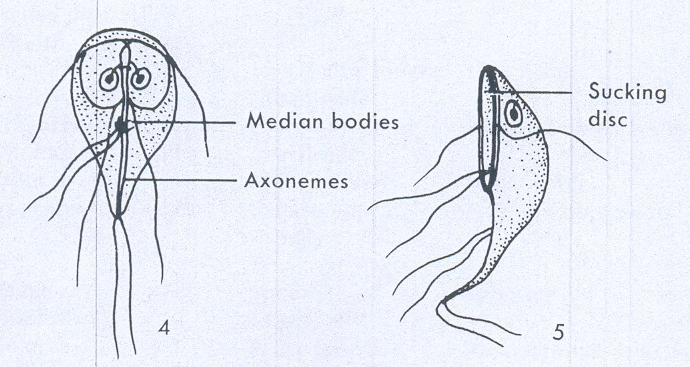 Median bodies
Axonemes
4
Sucking
disc
5